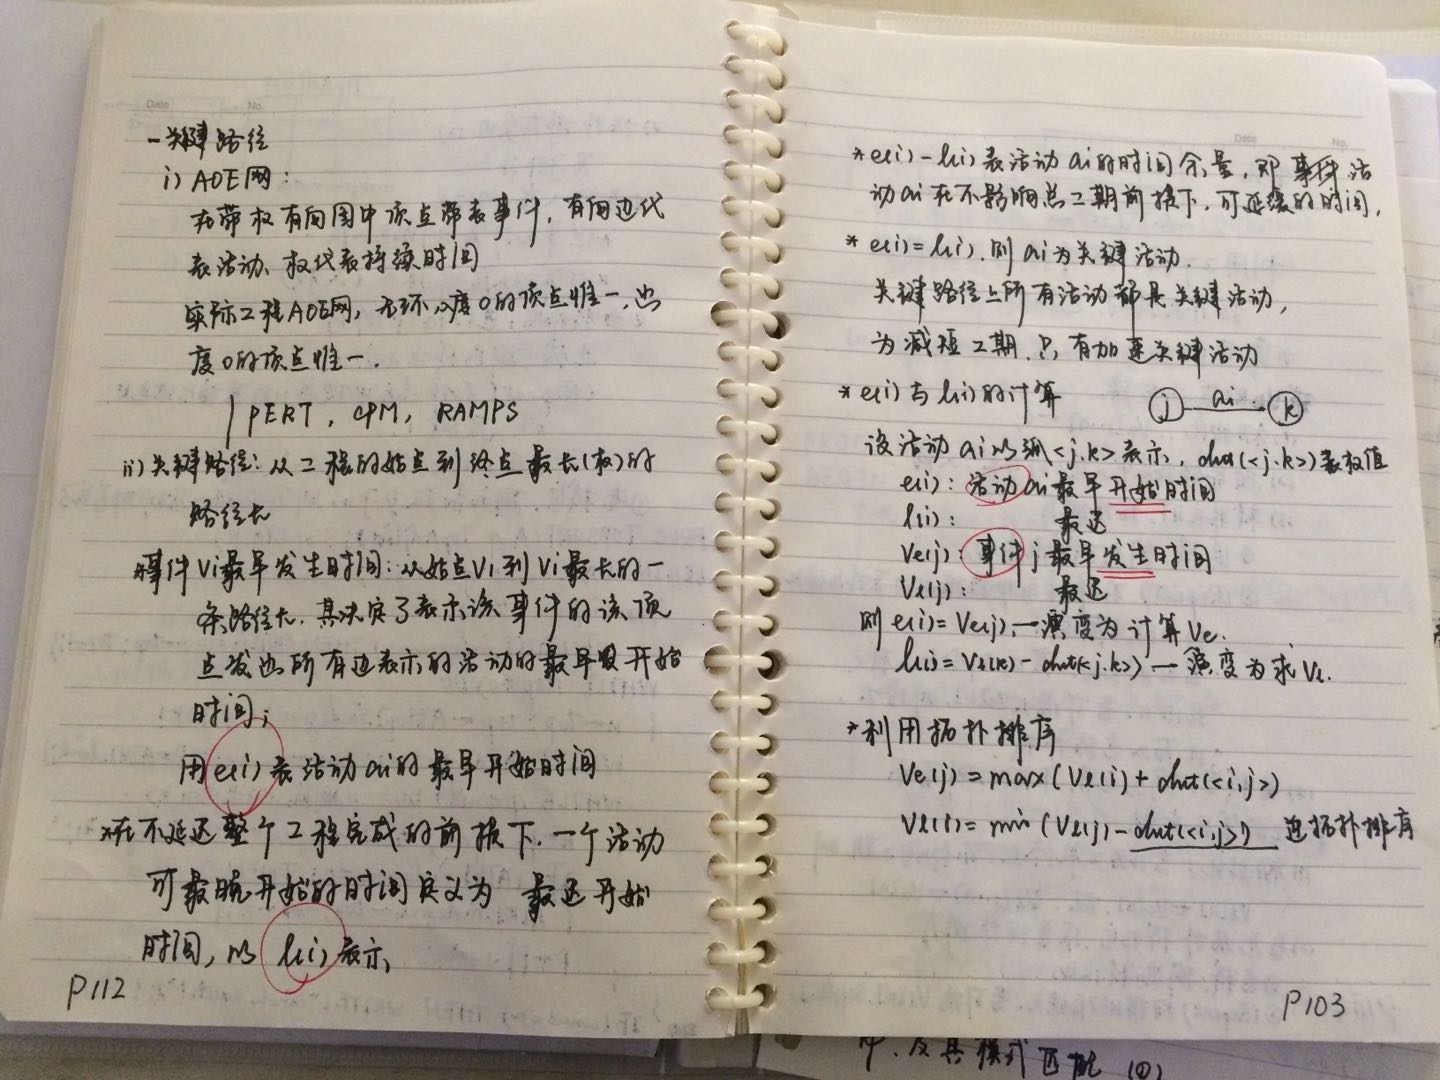 Date No.
-关键路径
i) AOE网:
在带权有向图中顶点带表事件,有向边代
表活动、权代表持续时间
实际工程AOE网,无环,入度0的顶点惟一,出
度0的顶点惟一.
PERT, CPM, RAMPS
ii)关键路径:从工程的始点到终点最长(权)的
路径长
*事件Vi最早发生时间:从始点V1到Vi最长的一
条路径长.其决定了表示该事件的该顶
点发出所有边表示的活动的最早开始
时间;
用e(i)表活动ai的最早开始时间
*在不延迟整个工程完成的前提下.一个活动
可最晚开始的时间定义为 最迟开始
时间,以 l(i)表示,
P112
Date No.
*e(i)-l(i)表活动ai的时间余量,即事件活
动ai在不影响总工期前提下,可延缓的时间,
*e(i)=l(i).则ai为关键活动.
关键路径上所有活动都是关键活动,
为减短工期.只有加速关键活动
*e(i)与l(i)的计算 j ai k
设活动ai以弧<j.k>表示,dut(<j.k>)表权值
e(i):活动ai最早开始时间
l(i): 最迟
Ve(j):事件j最早发生时间
Vl(j): 最迟
则e(i)=Ve(j),—演变为计算Ve.
l(i)=Vl(k)-dut(<j.k>)—演变为求Vl.
*利用拓扑排序
Ve(j)=max(Ve(i)+dut(<i,j>)
Vl(i)=min(Vl(j)-dut(<i,j>) 逆拓扑排序
P103
及其模式匹配 (0)